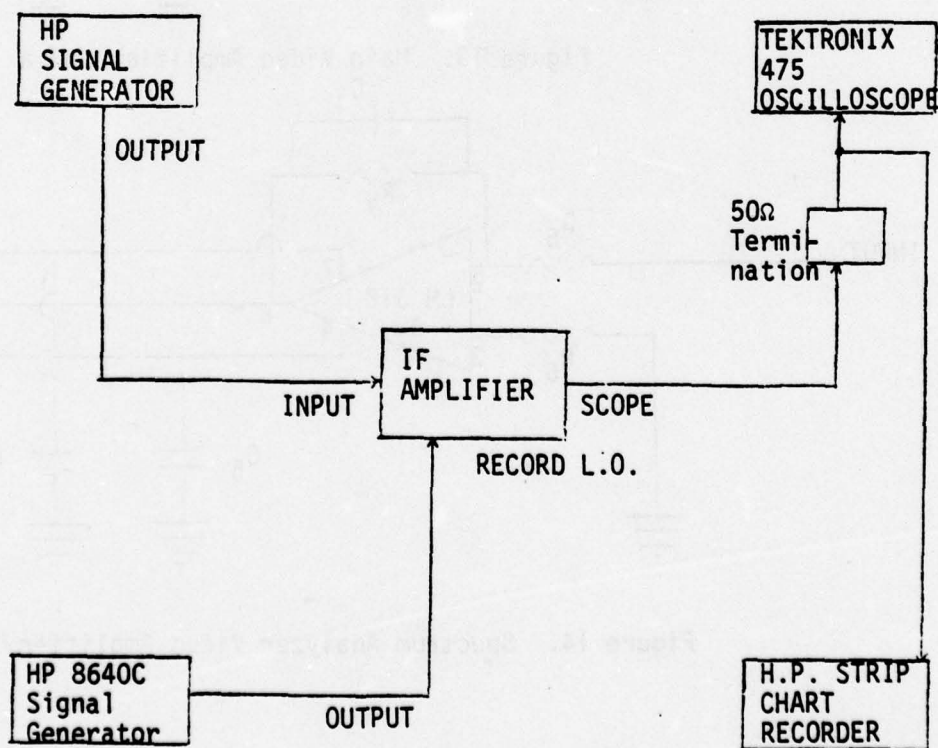 HP
SIGNAL
GENERATOR
OUTPUT
TEKTRONIX
475
OSCILLOSCOPE
50Ω
Termi-
nation
INPUT
IF
AMPLIFIER
SCOPE
RECORD L.O.
HP 8640C
Signal
Generator
OUTPUT
H.P. STRIP
CHART
RECORDER